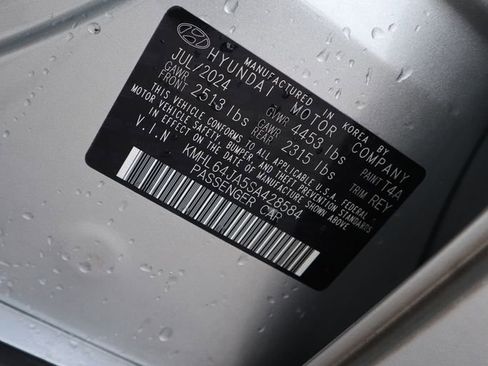 MANUFACTURED IN KOREA BY
HYUNDAI MOTOR COMPANY
JUL/2024 GVWR 4453 lbs PAINT T4A
GAWR FRONT 2513 lbs GAWR REAR 2315 lbs TRIM REY
THIS VEHICLE CONFORMS TO ALL APPLICABLE U.S.A. FEDERAL
MOTOR VEHICLE SAFETY, BUMPER, AND THEFT PREVENTION STANDARDS
IN EFFECT ON THE DATE OF MANUFACTURE SHOWN ABOVE
V.I.N KMHL64JA5SA428584
PASSENGER CAR